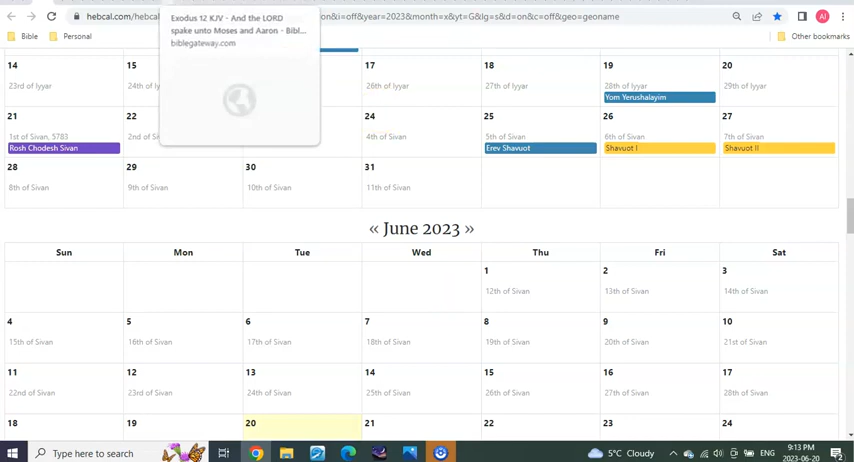 hebcal.com/hebcal
on&i=off&year=2023&month=x&yt=G&lg=s&d=on&c=off&geo=geoname
Exodus 12 KJV - And the LORD
spake unto Moses and Aaron - Bibl...
biblegateway.com
Bible
Personal
Other bookmarks
14 15 17 18 19 20
23rd of Iyyar 24th of Iyy 26th of Iyyar 27th of Iyyar 28th of Iyyar 29th of Iyyar
Yom Yerushalayim
21 22 24 25 26 27
1st of Sivan, 5783 2nd of Si 4th of Sivan 5th of Sivan 6th of Sivan 7th of Sivan
Rosh Chodesh Sivan Erev Shavuot Shavuot I Shavuot II
28 29 30 31
8th of Sivan 9th of Sivan 10th of Sivan 11th of Sivan
« June 2023 »
Sun Mon Tue Wed Thu Fri Sat
1 2 3
12th of Sivan 13th of Sivan 14th of Sivan
4 5 6 7 8 9 10
15th of Sivan 16th of Sivan 17th of Sivan 18th of Sivan 19th of Sivan 20th of Sivan 21st of Sivan
11 12 13 14 15 16 17
22nd of Sivan 23rd of Sivan 24th of Sivan 25th of Sivan 26th of Sivan 27th of Sivan 28th of Sivan
18 19 20 21 22 23 24
Type here to search
5°C Cloudy
ENG
9:13 PM
2023-06-20
2
AI